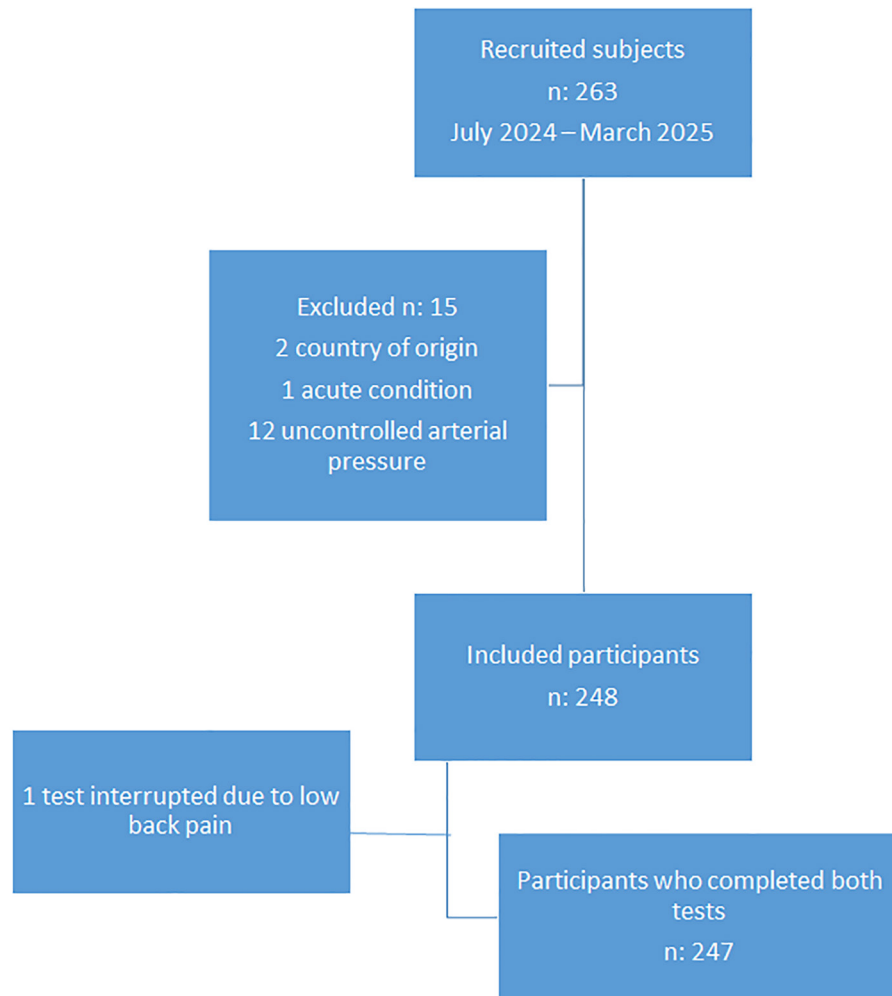 Recruited subjects
n: 263
July 2024 – March 2025
Excluded n: 15
2 country of origin
1 acute condition
12 uncontrolled arterial
pressure
Included participants
n: 248
1 test interrupted due to low
back pain
Participants who completed both
tests
n: 247